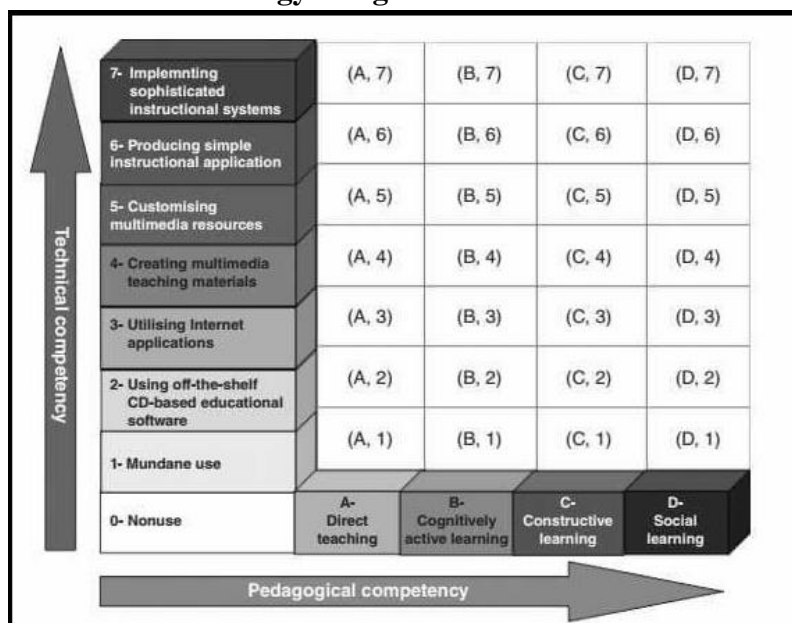 7- Implemnting
sophisticated
instructional systems
(A, 7) (B, 7) (C, 7) (D, 7)
6- Producing simple
instructional application
(A, 6) (B, 6) (C, 6) (D, 6)
5- Customising
multimedia resources
(A, 5) (B, 5) (C, 5) (D, 5)
4- Creating multimedia
teaching materials
(A, 4) (B, 4) (C, 4) (D, 4)
3- Utilising Internet
applications
(A, 3) (B, 3) (C, 3) (D, 3)
2- Using off-the-shelf
CD-based educational
software
(A, 2) (B, 2) (C, 2) (D, 2)
1- Mundane use
(A, 1) (B, 1) (C, 1) (D, 1)
0- Nonuse
A-
Direct
teaching
B-
Cognitively
active learning
C-
Constructive
learning
D-
Social
learning
Technical competency
Pedagogical competency